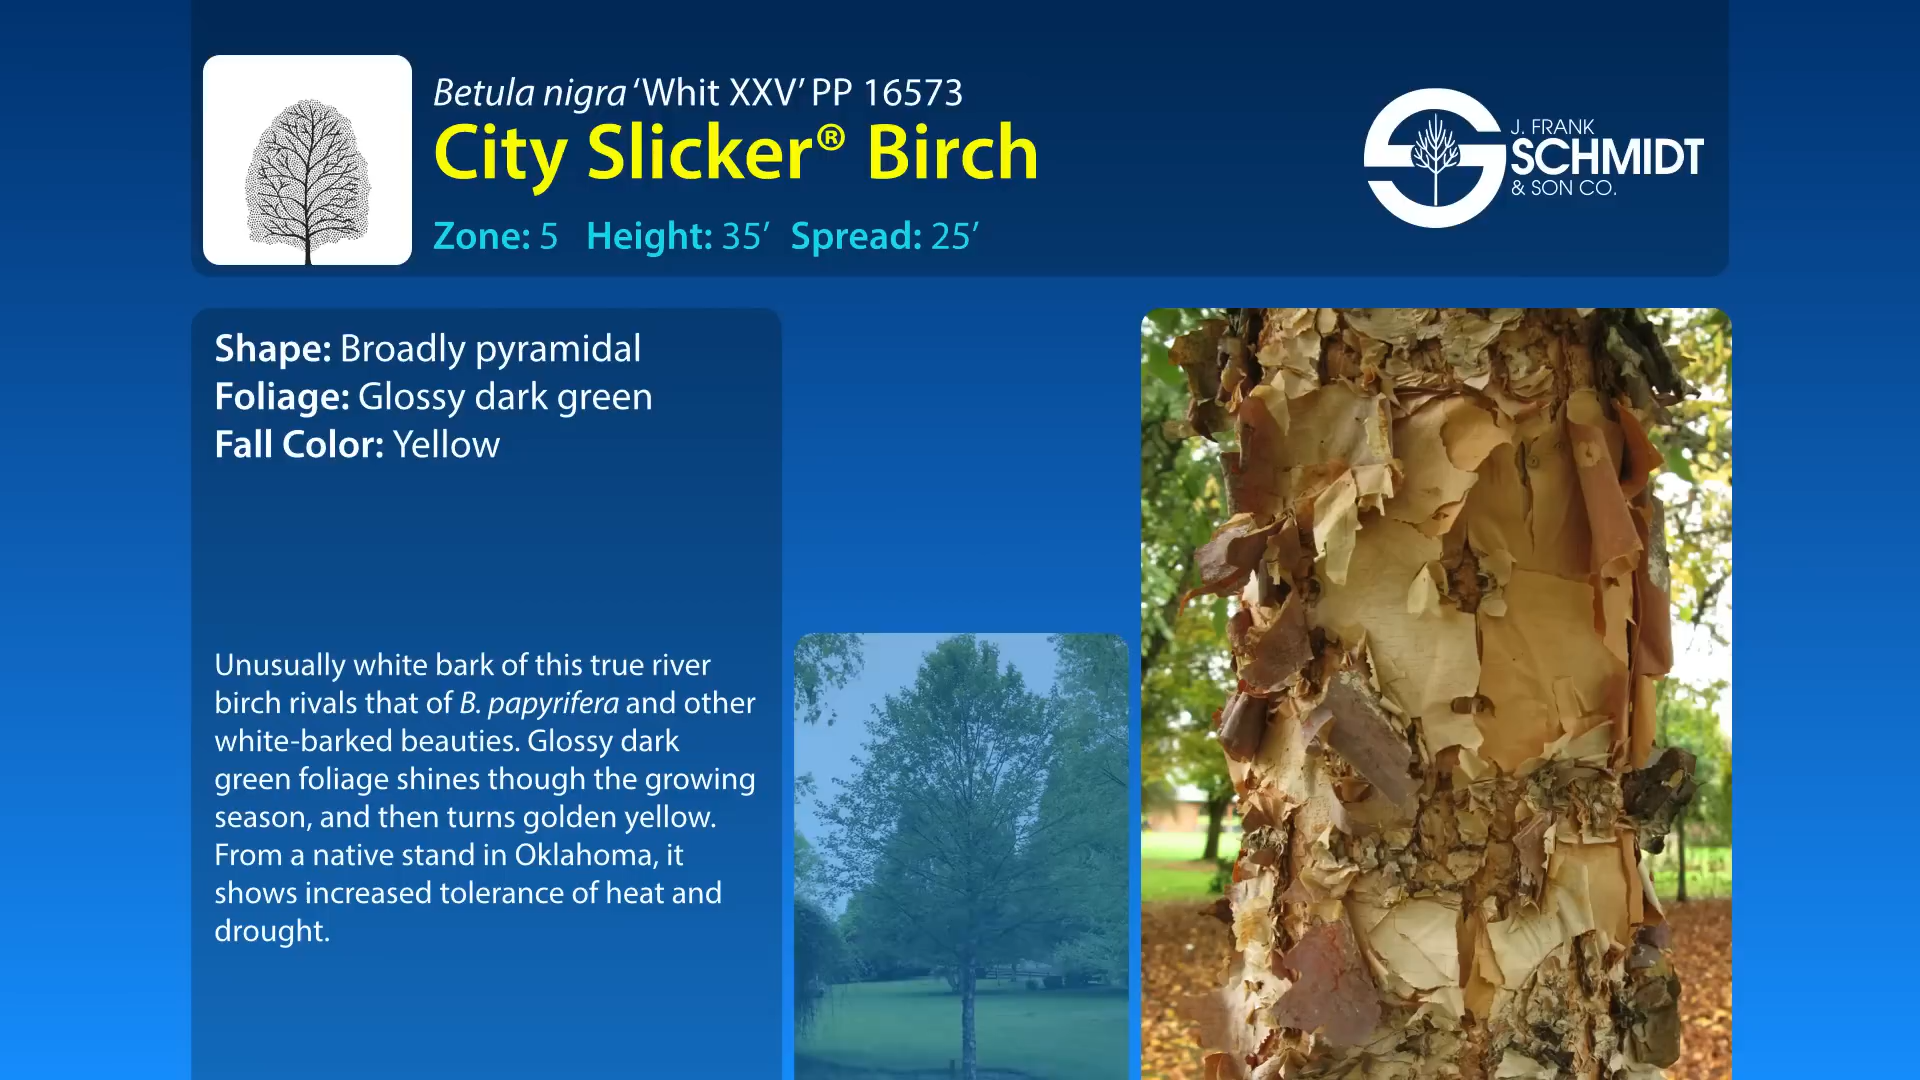 Betula nigra ‘Whit XXV’ PP 16573
City Slicker® Birch
Zone: 5 Height: 35′ Spread: 25′
J. FRANK
SCHMIDT
& SON CO.
Shape: Broadly pyramidal
Foliage: Glossy dark green
Fall Color: Yellow
Unusually white bark of this true river
birch rivals that of B. papyrifera and other
white-barked beauties. Glossy dark
green foliage shines though the growing
season, and then turns golden yellow.
From a native stand in Oklahoma, it
shows increased tolerance of heat and
drought.